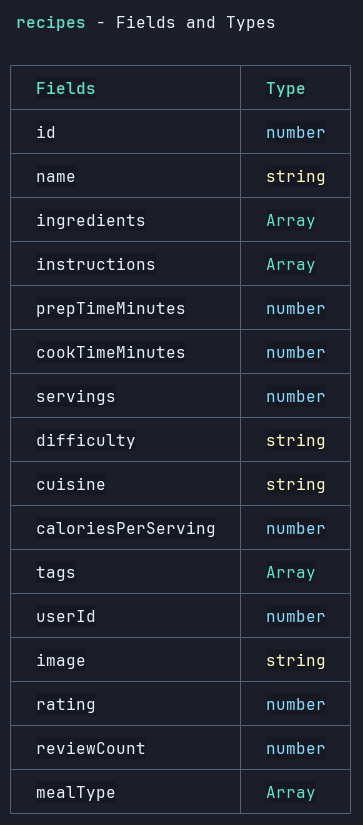 recipes - Fields and Types
Fields Type
id number
name string
ingredients Array
instructions Array
prepTimeMinutes number
cookTimeMinutes number
servings number
difficulty string
cuisine string
caloriesPerServing number
tags Array
userId number
image string
rating number
reviewCount number
mealType Array